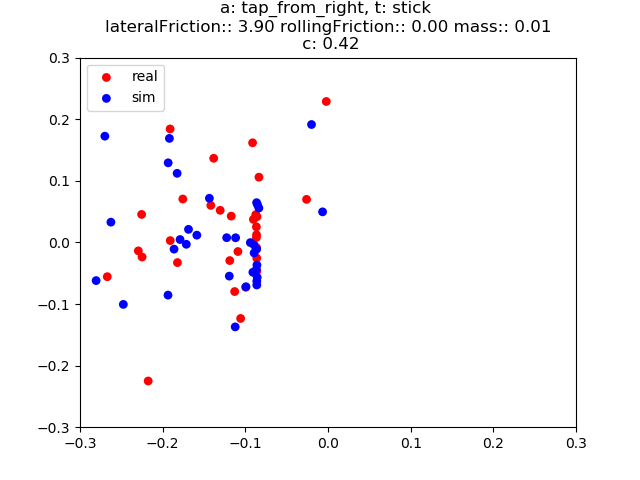 a: tap_from_right, t: stick
lateralFriction:: 3.90 rollingFriction:: 0.00 mass:: 0.01
c: 0.42
real
sim
0.3
0.2
0.1
0.0
−0.1
−0.2
−0.3
−0.3 −0.2 −0.1 0.0 0.1 0.2 0.3